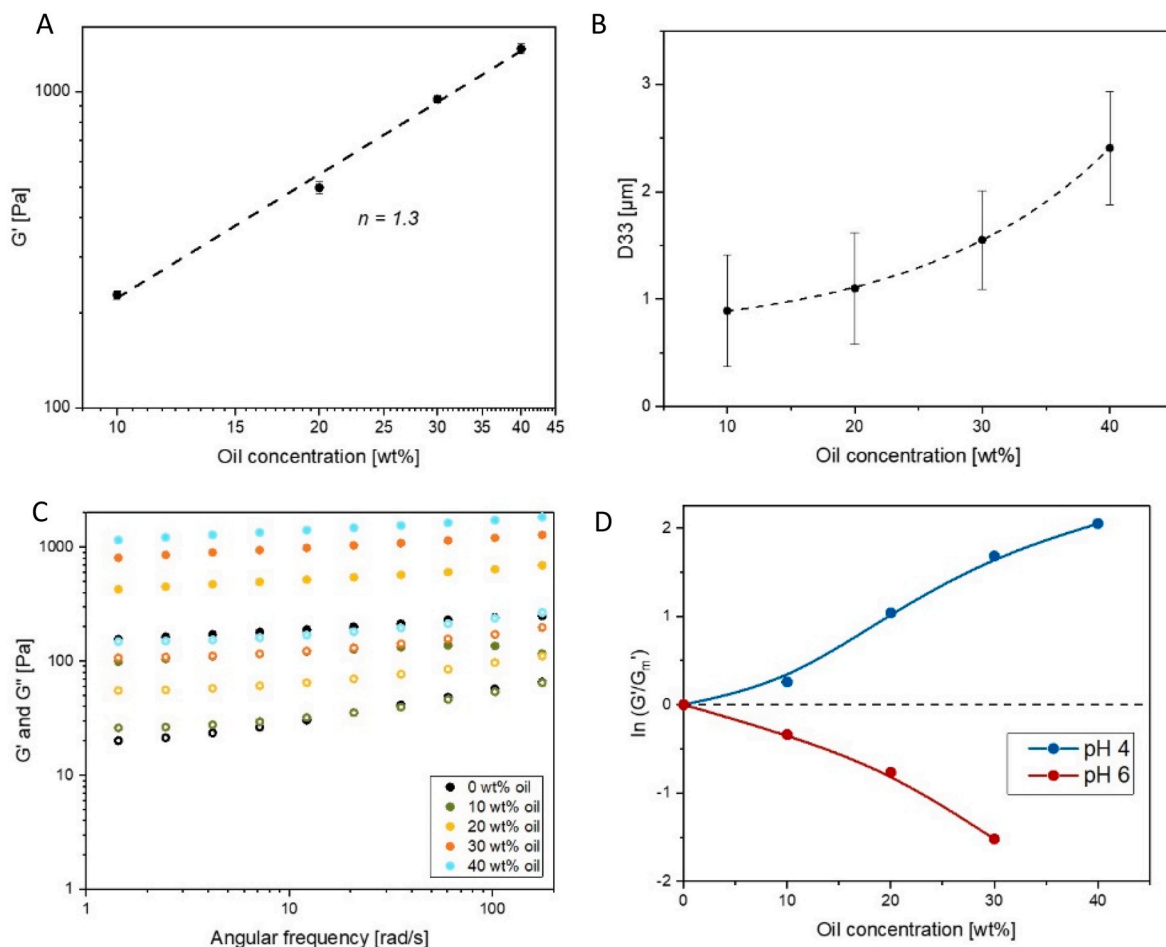 A
1000
100
G' [Pa]
n = 1.3
10
15
20
25
30
35
40
45
Oil concentration [wt%]
B
3
2
1
0
D33 [µm]
10
20
30
40
Oil concentration [wt%]
C
1000
100
10
1
G' and G'' [Pa]
0 wt% oil
10 wt% oil
20 wt% oil
30 wt% oil
40 wt% oil
1
10
100
Angular frequency [rad/s]
D
2
1
0
-1
-2
ln (G'/Gm')
pH 4
pH 6
0
10
20
30
40
Oil concentration [wt%]